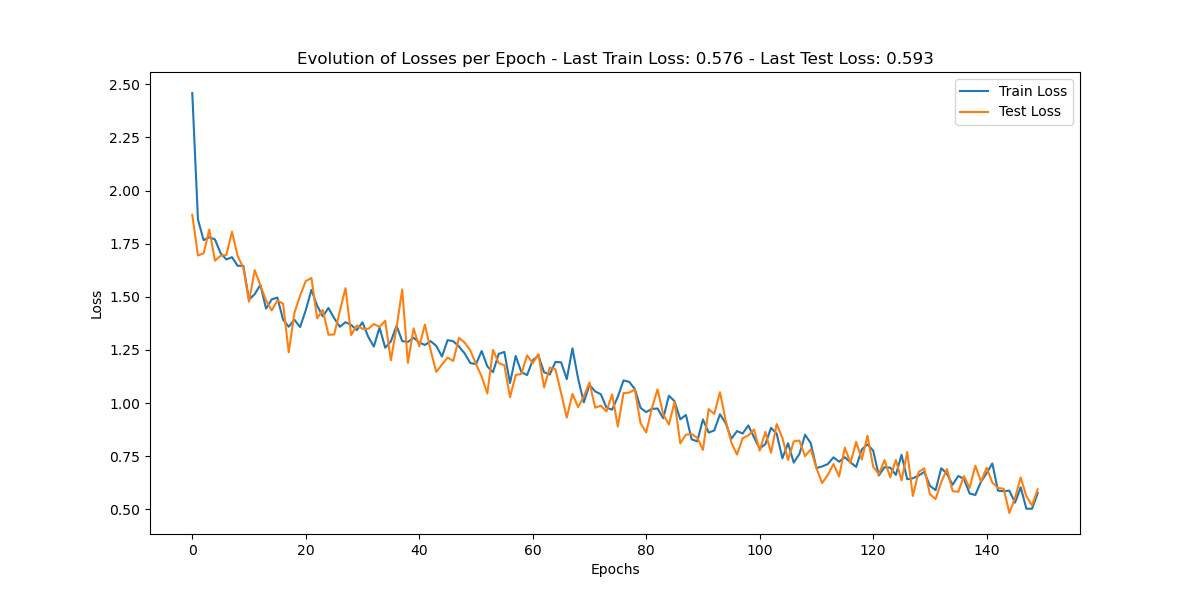 Evolution of Losses per Epoch - Last Train Loss: 0.576 - Last Test Loss: 0.593
Train Loss
Test Loss
2.50
2.25
2.00
1.75
1.50
1.25
1.00
0.75
0.50
Loss
0 20 40 60 80 100 120 140
Epochs